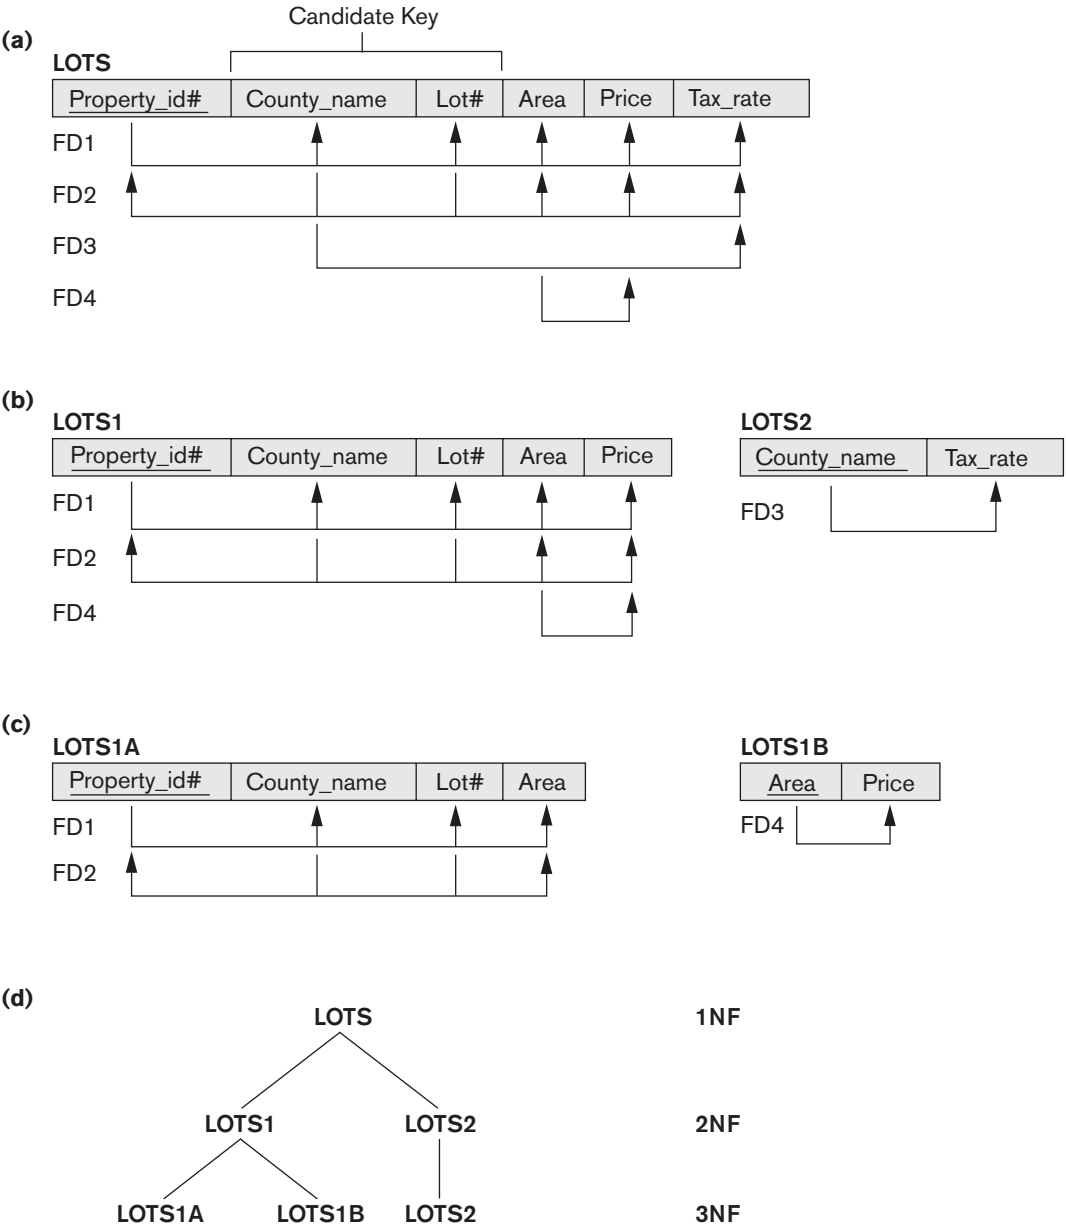 Candidate Key
(a)
LOTS
Property_id# County_name Lot# Area Price Tax_rate
FD1
FD2
FD3
FD4
(b)
LOTS1 LOTS2
Property_id# County_name Lot# Area Price County_name Tax_rate
FD1
FD3
FD2
FD4
(c)
LOTS1A LOTS1B
Property_id# County_name Lot# Area Area Price
FD1 FD4
FD2
(d)
LOTS 1NF
LOTS1 LOTS2 2NF
LOTS1A LOTS1B LOTS2 3NF